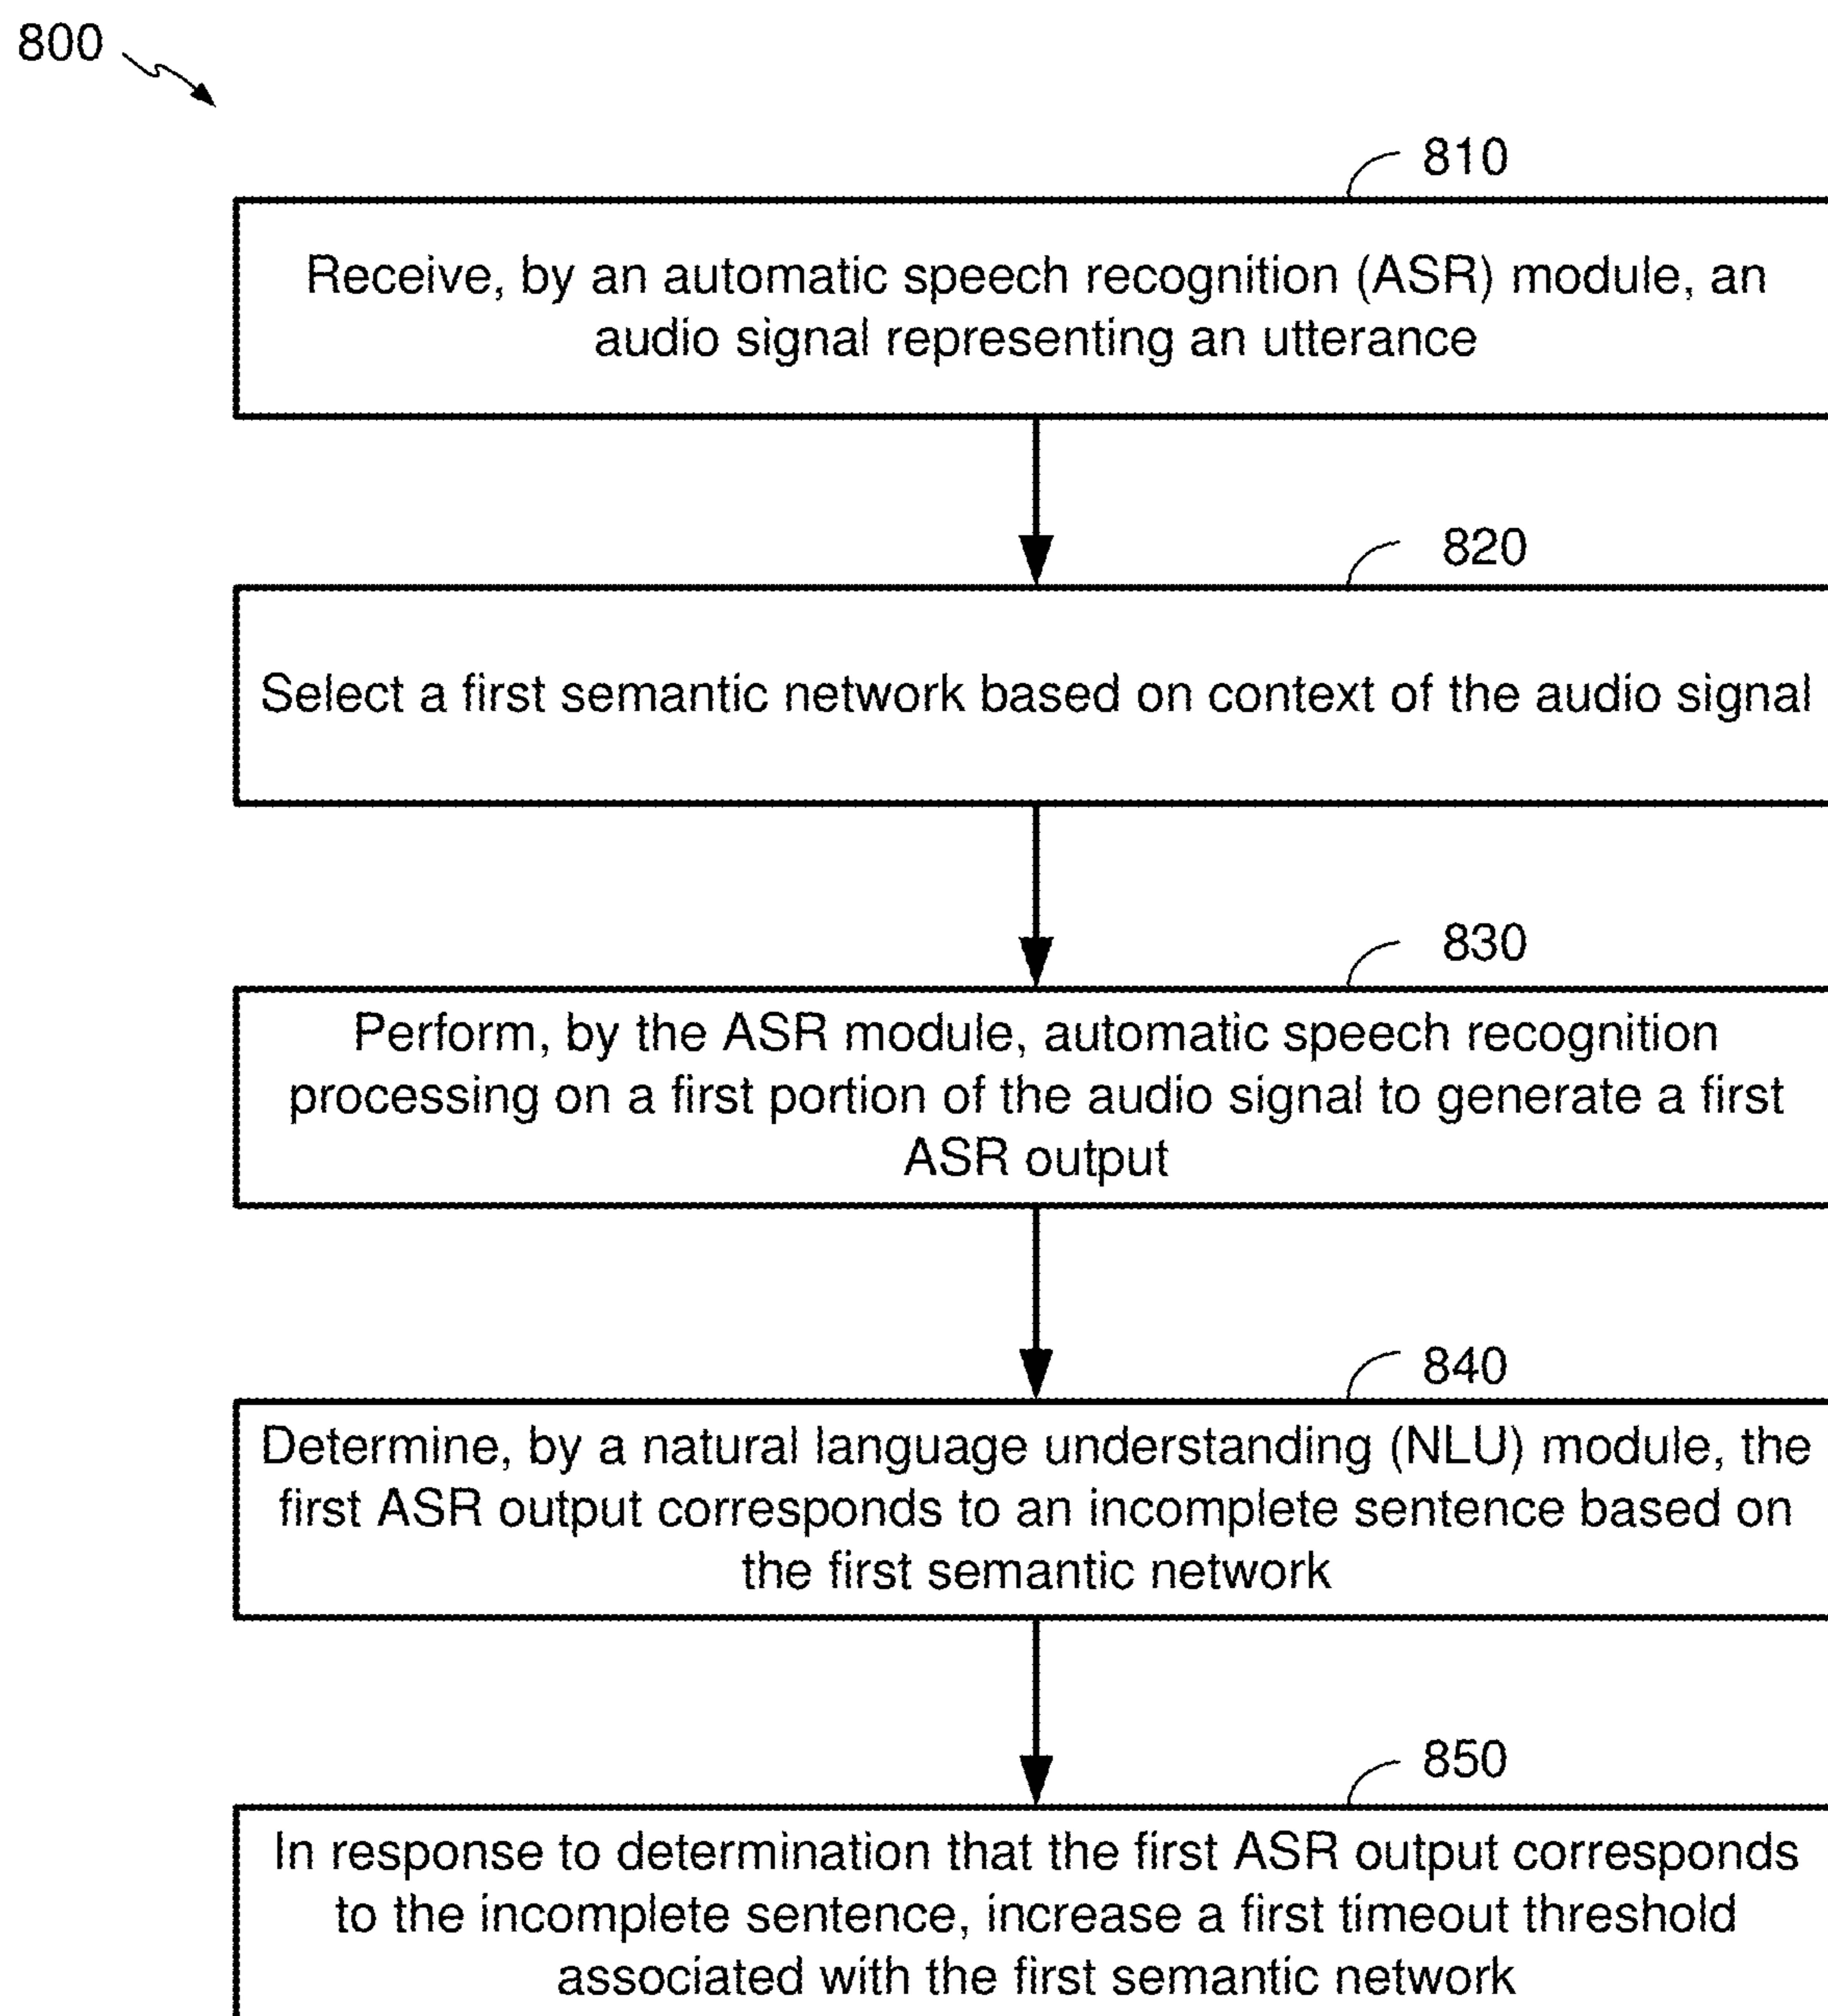 800
810
Receive, by an automatic speech recognition (ASR) module, an
audio signal representing an utterance
820
Select a first semantic network based on context of the audio signal
830
Perform, by the ASR module, automatic speech recognition
processing on a first portion of the audio signal to generate a first
ASR output
840
Determine, by a natural language understanding (NLU) module, the
first ASR output corresponds to an incomplete sentence based on
the first semantic network
850
In response to determination that the first ASR output corresponds
to the incomplete sentence, increase a first timeout threshold
associated with the first semantic network